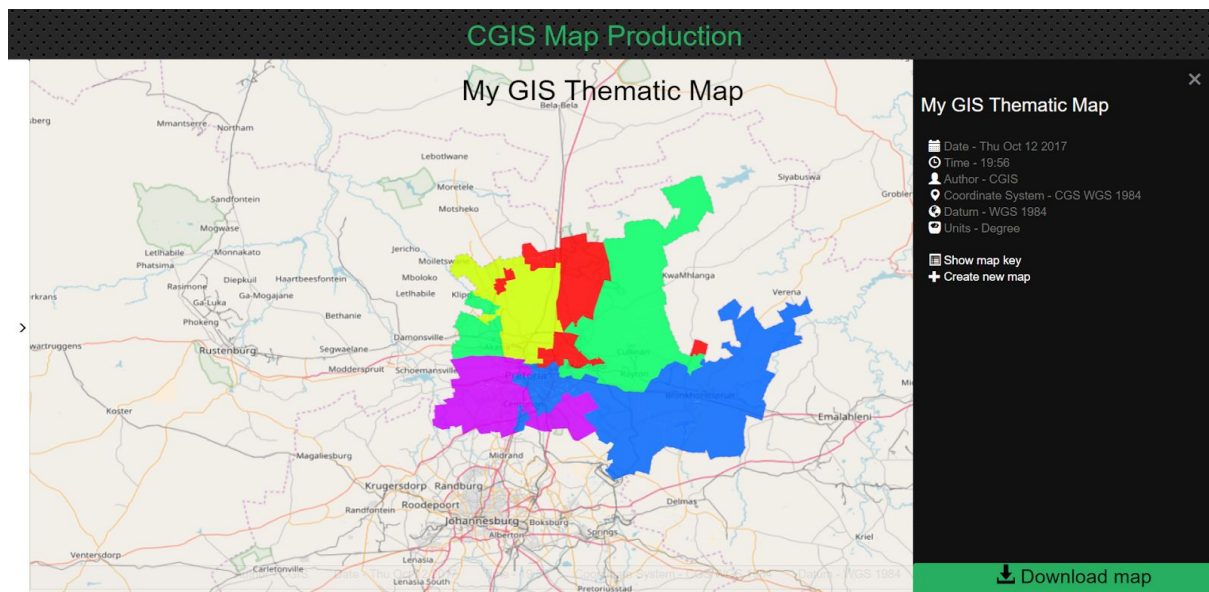 CGIS Map Production
My GIS Thematic Map
Bela-Bela
Mmantserre
Northam
Lebotlwane
Siyabuswa
Moretele
Sandfontein
Motsheko
Mogwase
Jericho
Letlhabile
Monnakato
Phatsima
KwaMhlanga
Diepkuil
Haartbeesfontein
Mboloko
Rasimone
Letlhabile
Verena
Ga-Luka
Ga-Mogajane
Bethanie
Phokeng
Damonsville
Rustenburg
Segwaelane
Modderspruit
Schoemansville
Koster
Emalahleni
Magaliesburg
Midrand
Krugersdorp
Randburg
Randfontein
Roodepoort
Delmas
Johannesburg
Boksburg
Alberton
Springs
Kriel
Ventersdorp
Lenasia
Carletonville
Lenasia South
Pretoriusstad
>
×
My GIS Thematic Map
Date - Thu Oct 12 2017
Time - 19:56
Author - CGIS
Coordinate System - CGS WGS 1984
Datum - WGS 1984
Units - Degree
Show map key
Create new map
Download map